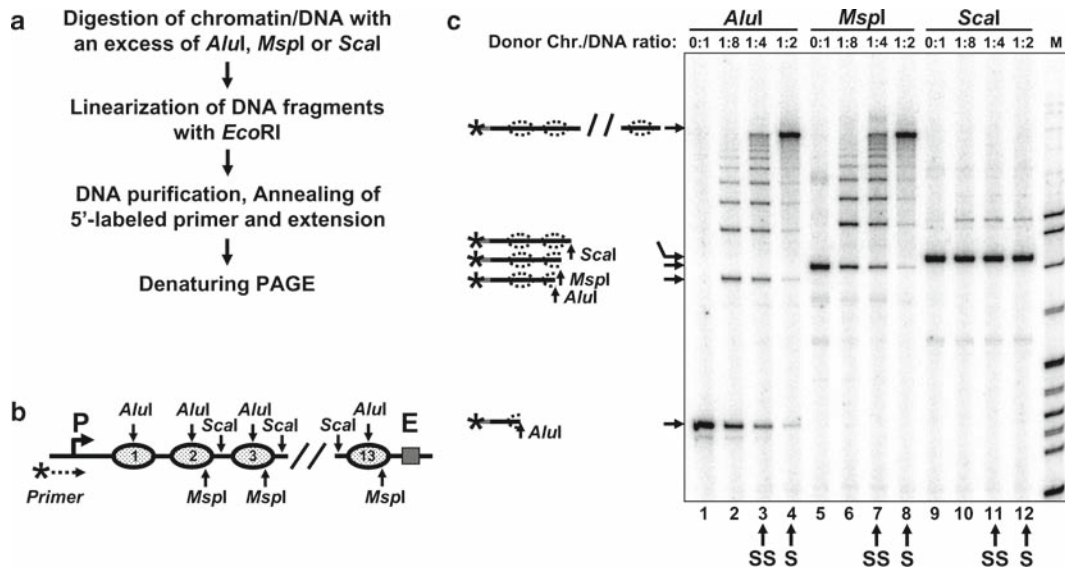 a
Digestion of chromatin/DNA with
an excess of AluI, MspI or ScaI
Linearization of DNA fragments
with EcoRI
DNA purification, Annealing of
5'-labeled primer and extension
Denaturing PAGE
b
P
AluI AluI AluI AluI
ScaI ScaI ScaI
E
1 2 3 13
*
Primer
MspI MspI MspI
c
AluI MspI ScaI
Donor Chr./DNA ratio: 0:1 1:8 1:4 1:2 0:1 1:8 1:4 1:2 0:1 1:8 1:4 1:2 M
*
*
ScaI
*
MspI
*
AluI
*
AluI
1 2 3 4 5 6 7 8 9 10 11 12
SS S SS S SS S